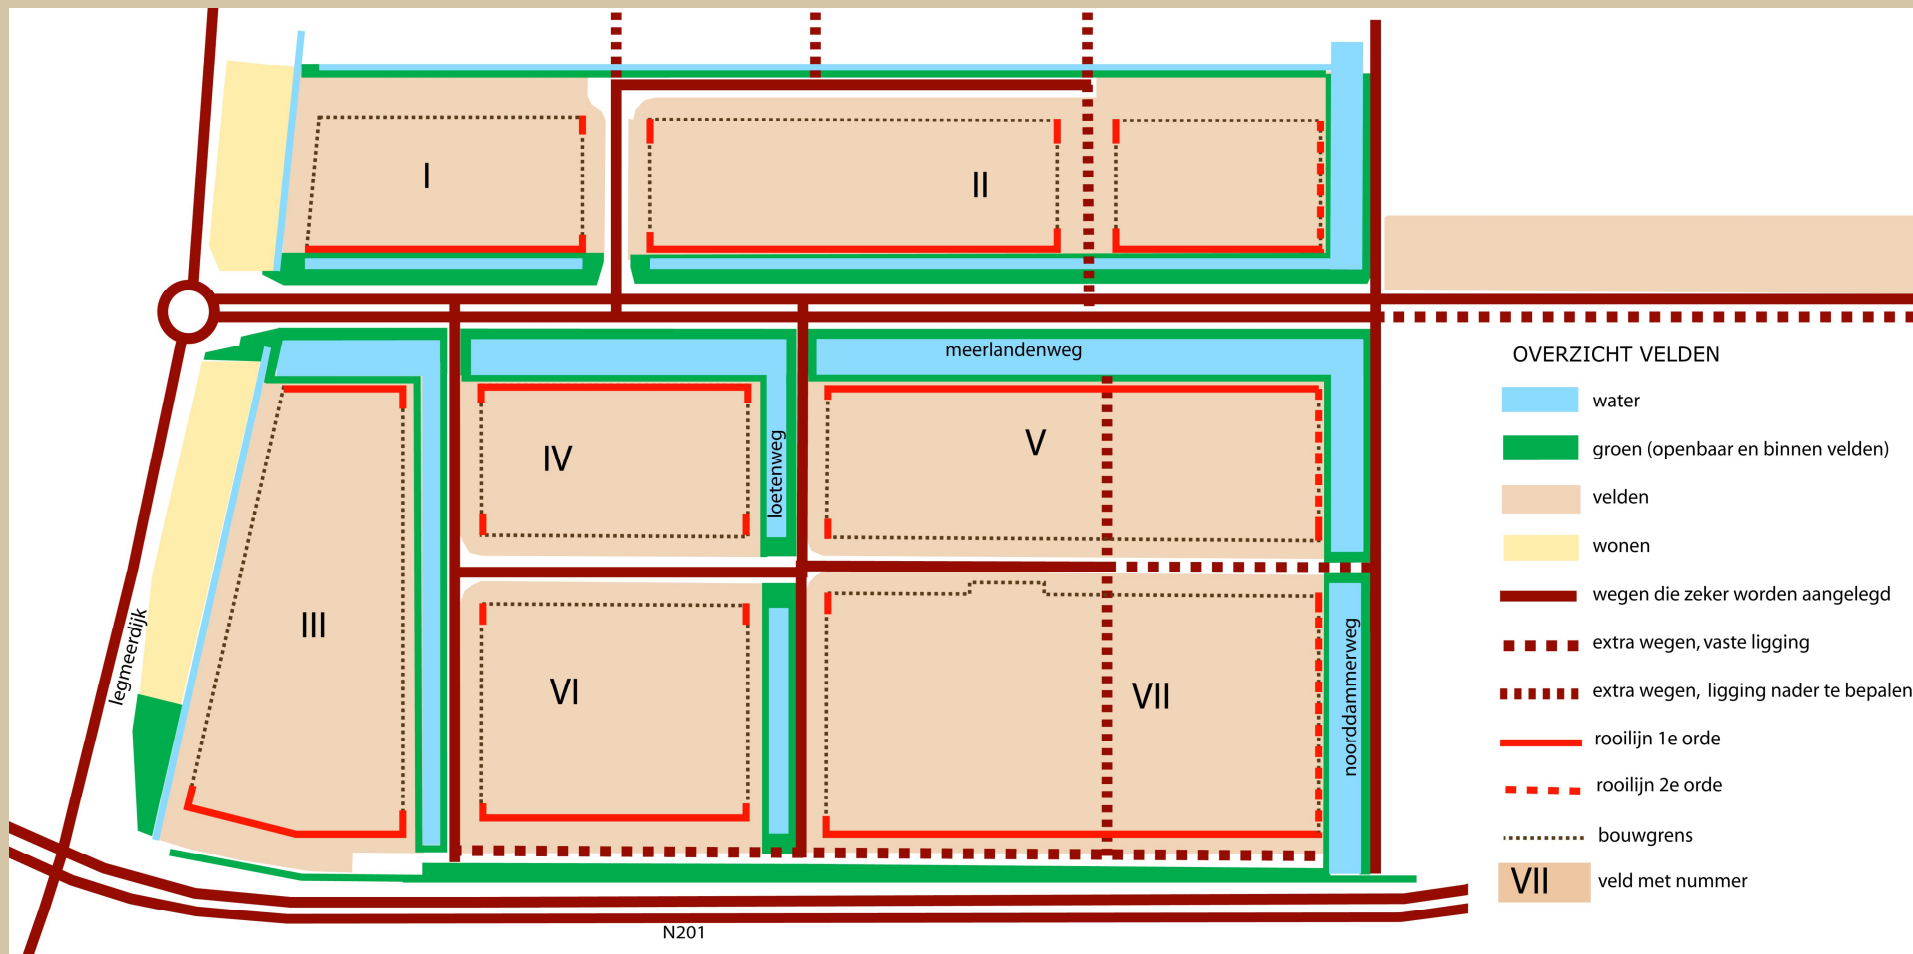 I
II
meerlandenweg
OVERZICHT VELDEN
water
V
groen (openbaar en binnen velden)
IV
loetenweg
velden
wonen
wegen die zeker worden aangelegd
III
extra wegen, vaste ligging
legmeerdijk
VI
VII
noorddammerweg
extra wegen, ligging nader te bepalen
rooilijn 1e orde
rooilijn 2e orde
bouwgrens
VII
veld met nummer
N201